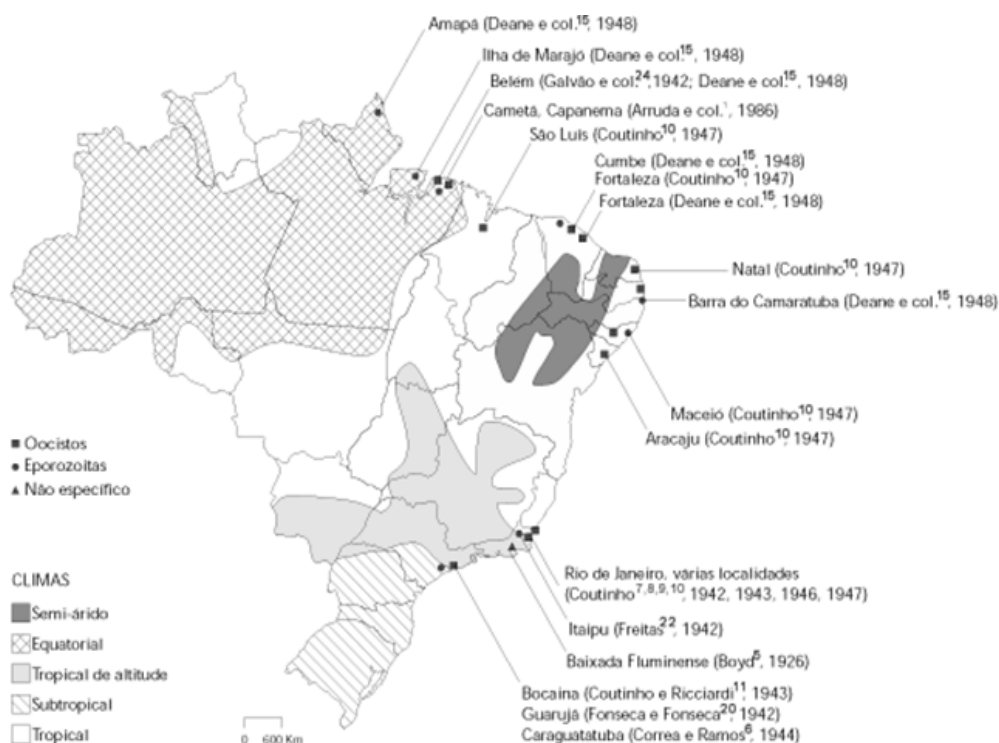 Amapá (Deane e col.15, 1948)
Ilha de Marajó (Deane e col.15, 1948)
Belém (Galvão e col.24, 1942; Deane e col.15, 1948)
Cametá, Capanema (Arruda e col.1, 1986)
São Luís (Coutinho10, 1947)
Cumbe (Deane e col.15, 1948)
Fortaleza (Coutinho10, 1947)
Fortaleza (Deane e col.15, 1948)
Natal (Coutinho10, 1947)
Barra do Camaratuba (Deane e col.15, 1948)
Maceió (Coutinho10, 1947)
Aracaju (Coutinho10, 1947)
Oocistos
Eporozoitas
Não específico
Rio de Janeiro, várias localidades
(Coutinho7,8,9,10, 1942, 1943, 1946, 1947)
Itaipu (Freitas22, 1942)
Baixada Fluminense (Boyd5, 1926)
Bocaina (Coutinho e Ricciardi11, 1943)
Guarujá (Fonseca e Fonseca20, 1942)
Caraguatatuba (Correa e Ramos6, 1944)
CLIMAS
Semi-árido
Equatorial
Tropical de altitude
Subtropical
Tropical
0 600 Km